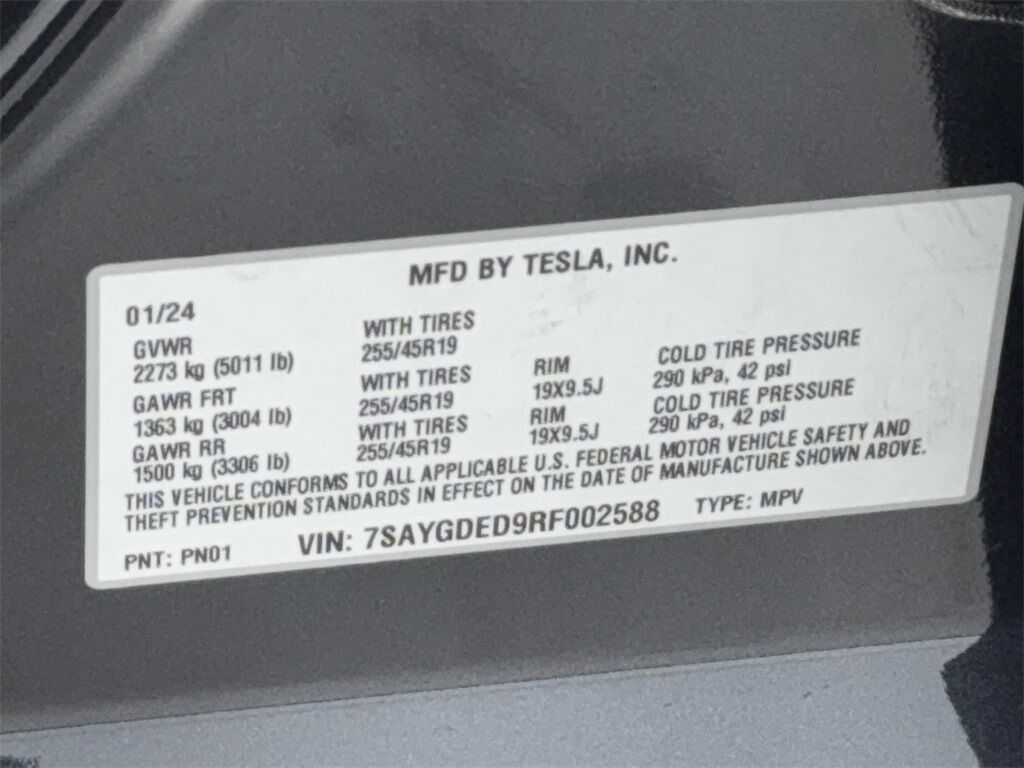 MFD BY TESLA, INC.
01/24
GVWR WITH TIRES
2273 kg (5011 lb) 255/45R19
GAWR FRT WITH TIRES RIM COLD TIRE PRESSURE
1363 kg (3004 lb) 255/45R19 19X9.5J 290 kPa, 42 psi
GAWR RR WITH TIRES RIM COLD TIRE PRESSURE
1500 kg (3306 lb) 255/45R19 19X9.5J 290 kPa, 42 psi
THIS VEHICLE CONFORMS TO ALL APPLICABLE U.S. FEDERAL MOTOR VEHICLE SAFETY AND
THEFT PREVENTION STANDARDS IN EFFECT ON THE DATE OF MANUFACTURE SHOWN ABOVE.
PNT: PN01 VIN: 7SAYGDED9RF002588 TYPE: MPV